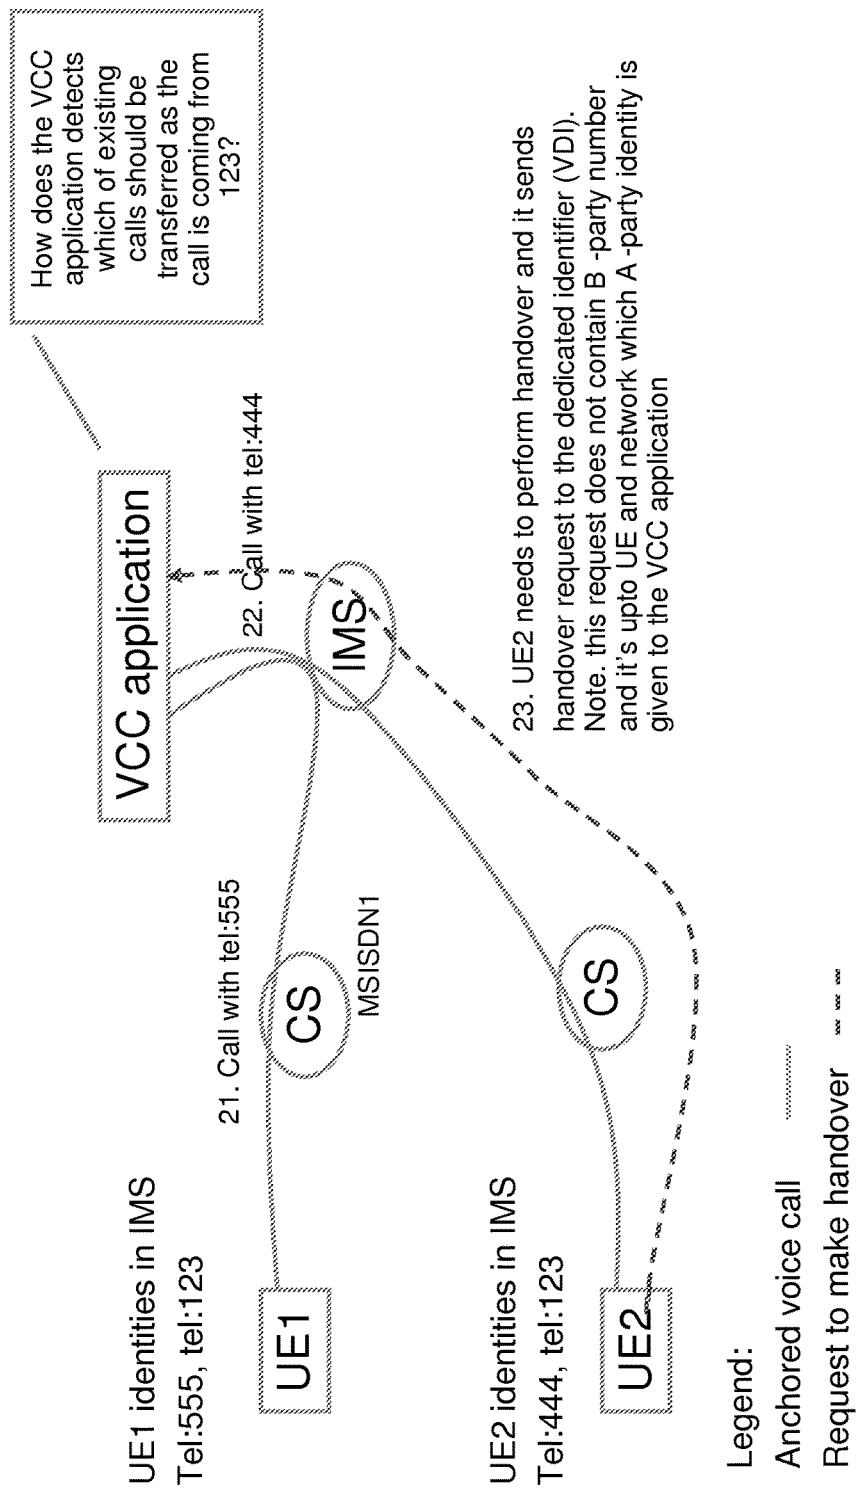 How does the VCC
application detects
which of existing
calls should be
transferred as the
call is coming from
123?
VCC application
22. Call with tel:444
IMS
21. Call with tel:555
CS
MSISDN1
UE1 identities in IMS
Tel:555, tel:123
UE1
23. UE2 needs to perform handover and it sends
handover request to the dedicated identifier (VDI).
Note. this request does not contain B -party number
and it's upto UE and network which A -party identity is
given to the VCC application
CS
UE2 identities in IMS
Tel:444, tel:123
UE2
Legend:
Anchored voice call
Request to make handover